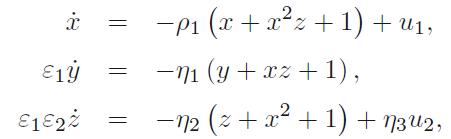 ẋ = −ρ₁ (x + x²z + 1) + u₁,
ε₁ẏ = −η₁ (y + xz + 1),
ε₁ε₂ż = −η₂ (z + x² + 1) + η₃u₂,